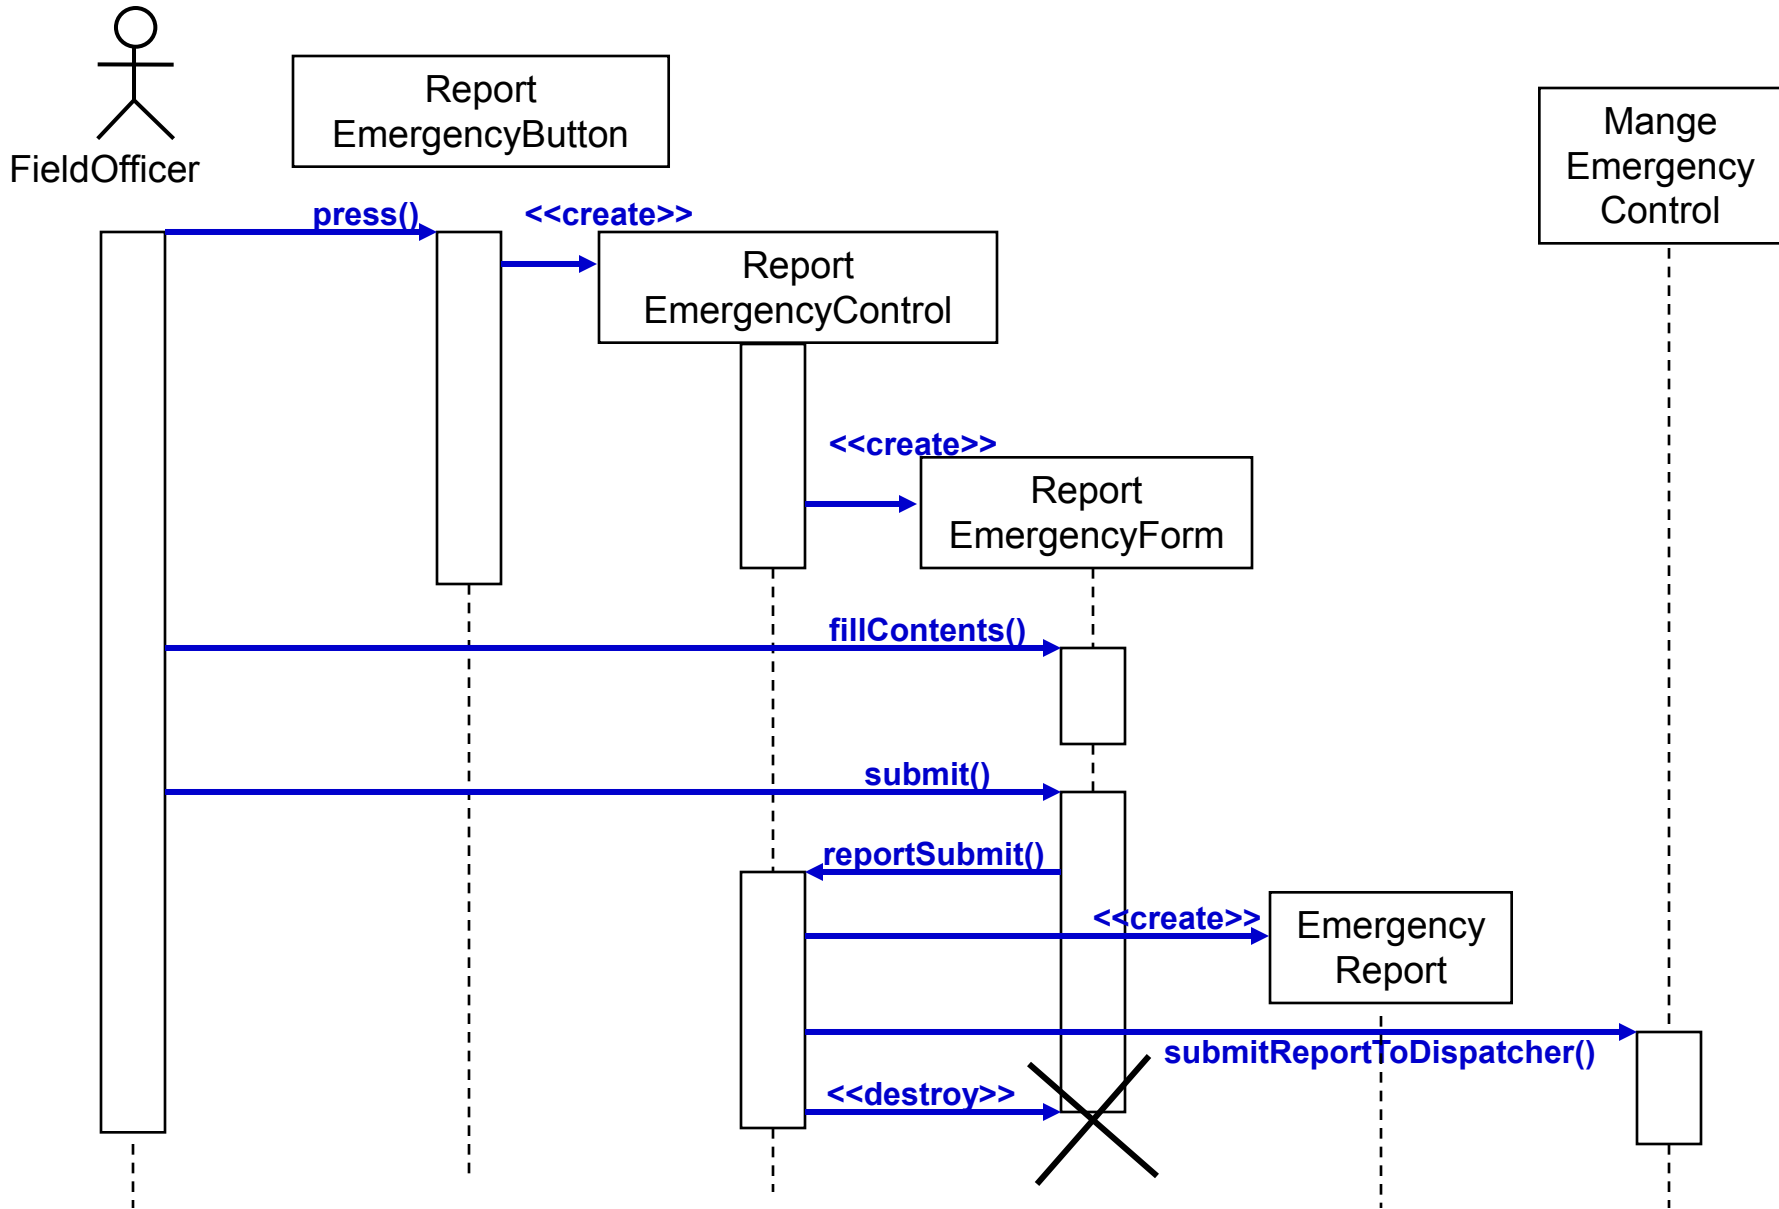 FieldOfficer
Report
EmergencyButton
Mange
Emergency
Control
press()
<<create>>
Report
EmergencyControl
<<create>>
Report
EmergencyForm
fillContents()
submit()
reportSubmit()
<<create>>
Emergency
Report
submitReportToDispatcher()
<<destroy>>